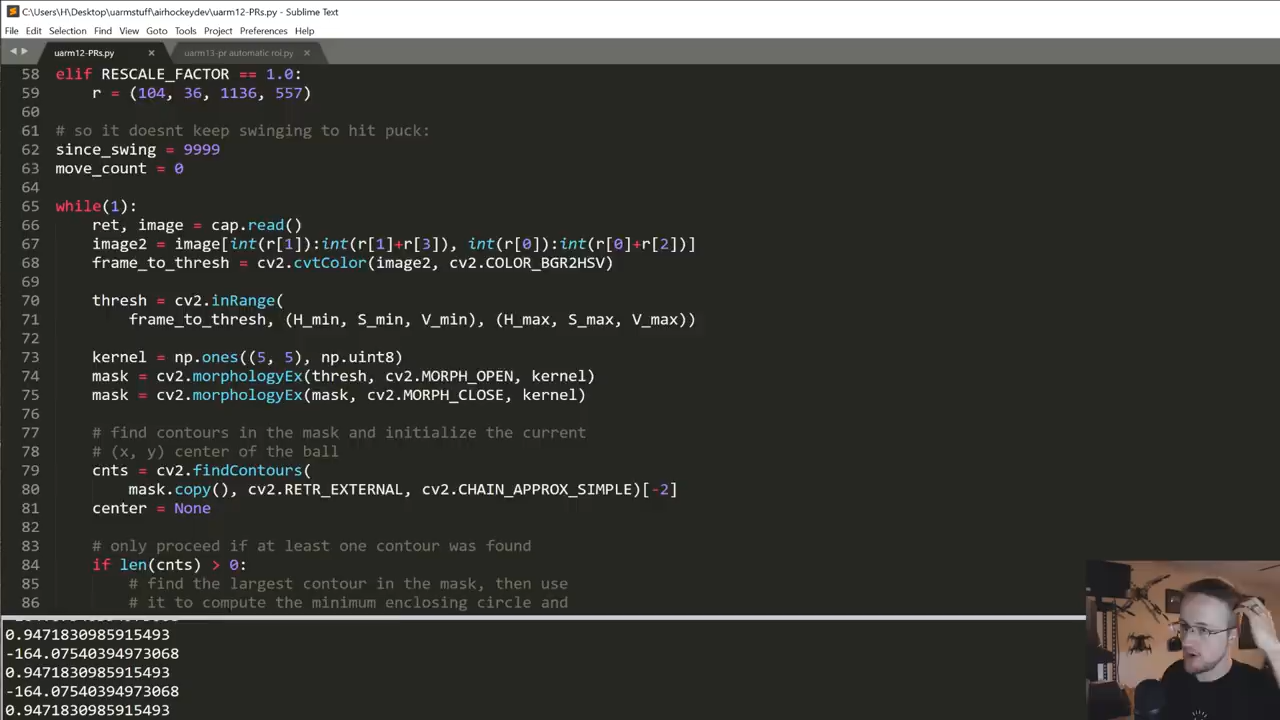 C:\Users\H\Desktop\uarmstuff\airhockeydev\uarm12-PRs.py - Sublime Text
File Edit Selection Find View Goto Tools Project Preferences Help
uarm12-PRs.py × uarm13-pr automatic roi.py ×
58 elif RESCALE_FACTOR == 1.0:
59 r = (104, 36, 1136, 557)
60
61 # so it doesnt keep swinging to hit puck:
62 since_swing = 9999
63 move_count = 0
64
65 while(1):
66 ret, image = cap.read()
67 image2 = image[int(r[1]):int(r[1]+r[3]), int(r[0]):int(r[0]+r[2])]
68 frame_to_thresh = cv2.cvtColor(image2, cv2.COLOR_BGR2HSV)
69
70 thresh = cv2.inRange(
71 frame_to_thresh, (H_min, S_min, V_min), (H_max, S_max, V_max))
72
73 kernel = np.ones((5, 5), np.uint8)
74 mask = cv2.morphologyEx(thresh, cv2.MORPH_OPEN, kernel)
75 mask = cv2.morphologyEx(mask, cv2.MORPH_CLOSE, kernel)
76
77 # find contours in the mask and initialize the current
78 # (x, y) center of the ball
79 cnts = cv2.findContours(
80 mask.copy(), cv2.RETR_EXTERNAL, cv2.CHAIN_APPROX_SIMPLE)[-2]
81 center = None
82
83 # only proceed if at least one contour was found
84 if len(cnts) > 0:
85 # find the largest contour in the mask, then use
86 # it to compute the minimum enclosing circle and
0.9471830985915493
-164.07540394973068
0.9471830985915493
-164.07540394973068
0.9471830985915493